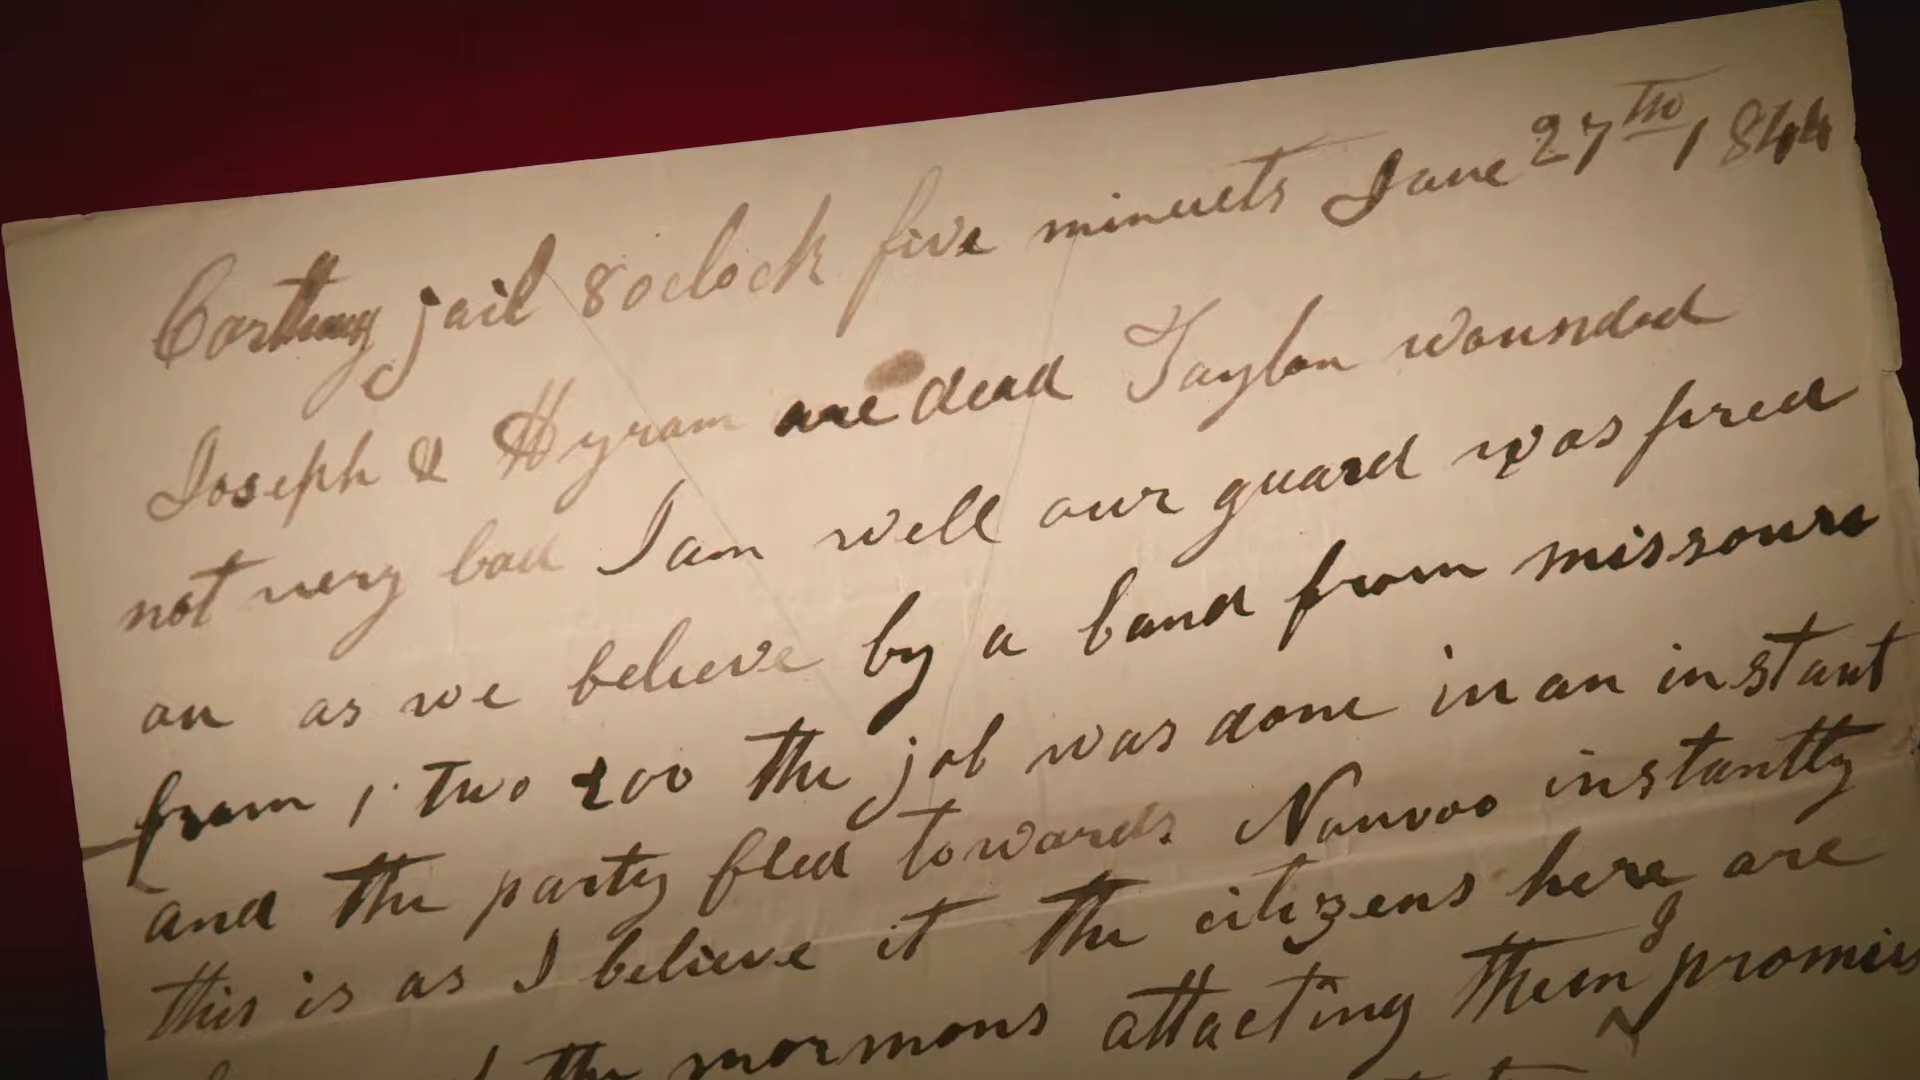 Carthag jail 8 oclock five minuets June 27th 1844
Joseph & Hyram are dead Taylor wounded
not very bad I am well our guard was forced
on as we believe by a band from missouri
from 1. two 200 the job was done in an instant
and the party fled towards Nauvoo instantly
this is as I believe it the citizens here are
the mormons attacting them I promis